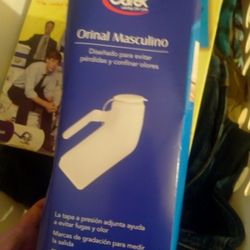 Carex
Orinal Masculino
Diseñado para evitar
pérdidas y confinar olores
La tapa a presión adjunta ayuda
a evitar fugas y olor
Marcas de gradación para medir
la salida